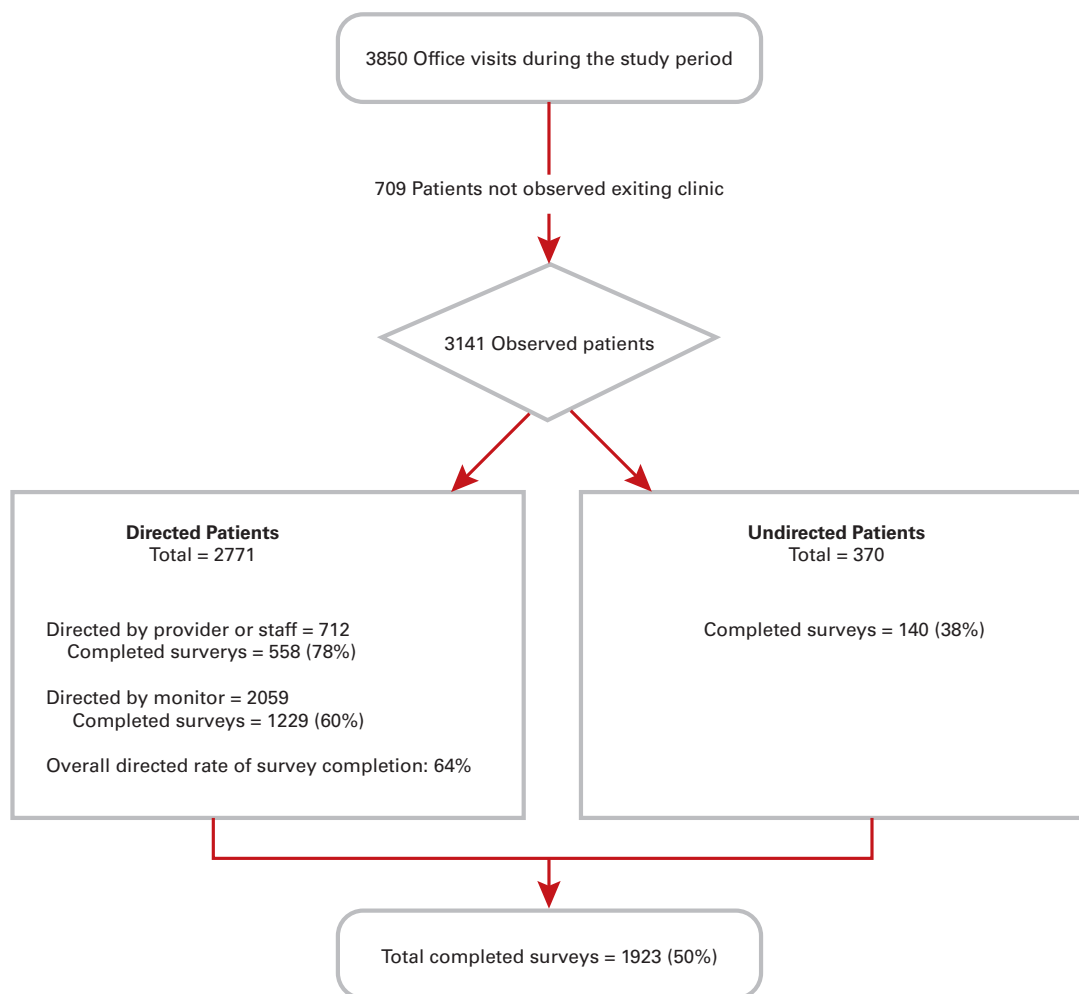 3850 Office visits during the study period
709 Patients not observed exiting clinic
3141 Observed patients
Directed Patients
Total = 2771
Directed by provider or staff = 712
Completed surverys = 558 (78%)
Directed by monitor = 2059
Completed surveys = 1229 (60%)
Overall directed rate of survey completion: 64%
Undirected Patients
Total = 370
Completed surveys = 140 (38%)
Total completed surveys = 1923 (50%)